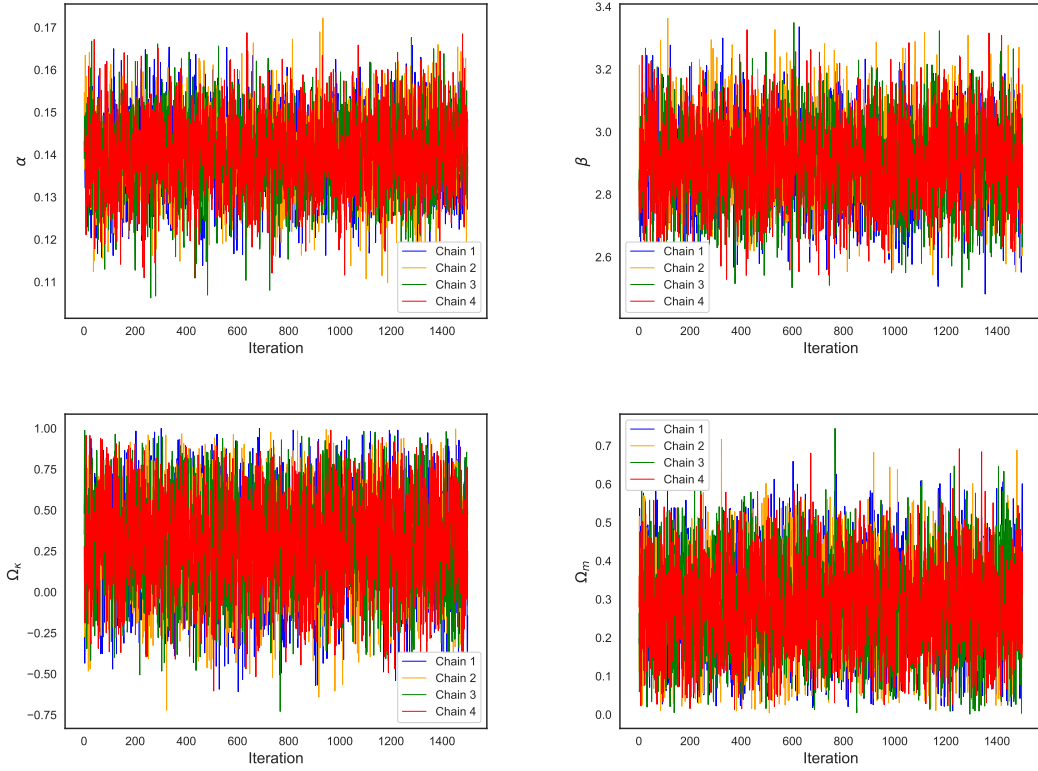 0.17
0.16
0.15
0.14
0.13
0.12
0.11
α
Chain 1
Chain 2
Chain 3
Chain 4
0 200 400 600 800 1000 1200 1400
Iteration
3.4
3.2
3.0
2.8
2.6
β
Chain 1
Chain 2
Chain 3
Chain 4
0 200 400 600 800 1000 1200 1400
Iteration
1.00
0.75
0.50
0.25
0.00
−0.25
−0.50
−0.75
Ωκ
Chain 1
Chain 2
Chain 3
Chain 4
0 200 400 600 800 1000 1200 1400
Iteration
0.7
0.6
0.5
0.4
0.3
0.2
0.1
0.0
Ωm
Chain 1
Chain 2
Chain 3
Chain 4
0 200 400 600 800 1000 1200 1400
Iteration